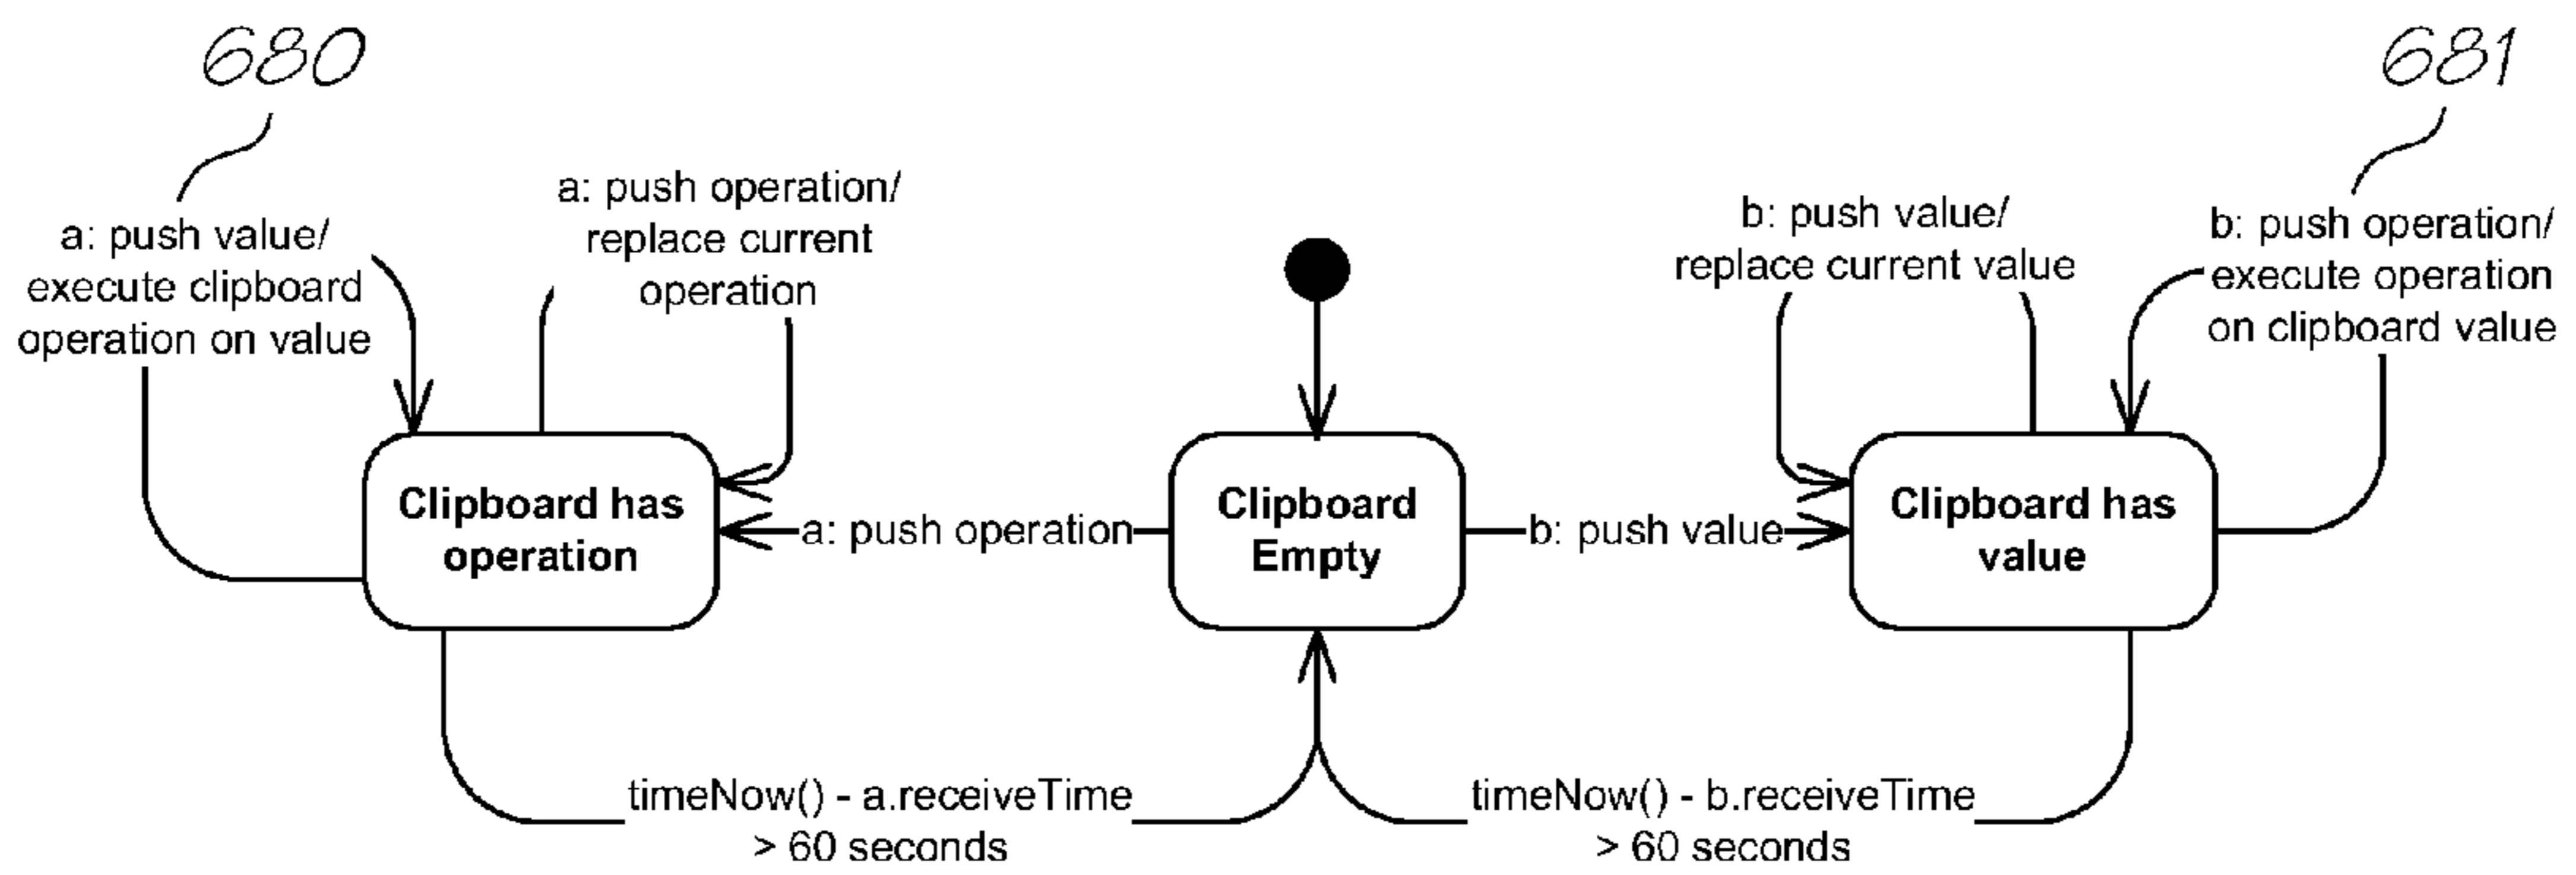 680
681
a: push value/
execute clipboard
operation on value
a: push operation/
replace current
operation
b: push value/
replace current value
b: push operation/
execute operation
on clipboard value
Clipboard has
operation
a: push operation
Clipboard
Empty
b: push value
Clipboard has
value
timeNow() - a.receiveTime
> 60 seconds
timeNow() - b.receiveTime
> 60 seconds